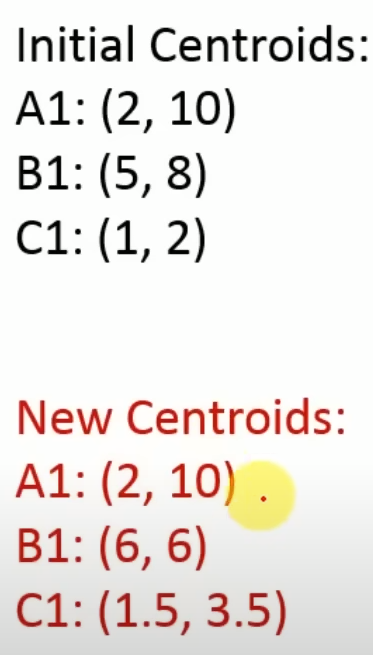 Initial Centroids:
A1: (2, 10)
B1: (5, 8)
C1: (1, 2)
New Centroids:
A1: (2, 10)
B1: (6, 6)
C1: (1.5, 3.5)